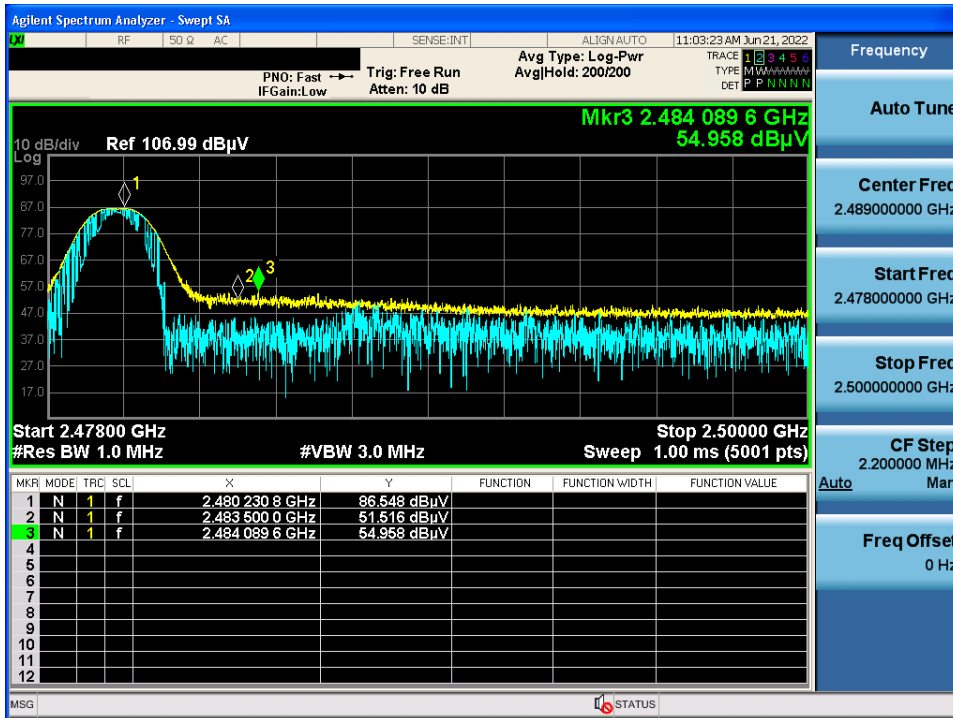 Agilent Spectrum Analyzer - Swept SA
LXI RF 50 Ω AC SENSE:INT ALIGN AUTO 11:03:23 AM Jun 21, 2022
Frequency
PNO: Fast Trig: Free Run Avg Type: Log-Pwr TRACE 1 2 3 4 5 6
IFGain:Low Atten: 10 dB Avg|Hold: 200/200 TYPE M W
DET P P N N N N
Auto Tune
Mkr3 2.484 089 6 GHz
54.958 dBµV
10 dB/div Ref 106.99 dBµV
Log
97.0
87.0
77.0
67.0
57.0
47.0
37.0
27.0
17.0
1
2
3
Center Freq
2.489000000 GHz
Start Freq
2.478000000 GHz
Stop Freq
2.500000000 GHz
Start 2.47800 GHz Stop 2.50000 GHz
#Res BW 1.0 MHz #VBW 3.0 MHz Sweep 1.00 ms (5001 pts)
CF Step
2.200000 MHz
Auto Man
MKR MODE TRC SCL X Y FUNCTION FUNCTION WIDTH FUNCTION VALUE
1 N 1 f 2.480 230 8 GHz 86.548 dBµV
2 N 1 f 2.483 500 0 GHz 51.516 dBµV
3 N 1 f 2.484 089 6 GHz 54.958 dBµV
4
5
6
7
8
9
10
11
12
Freq Offset
0 Hz
MSG STATUS